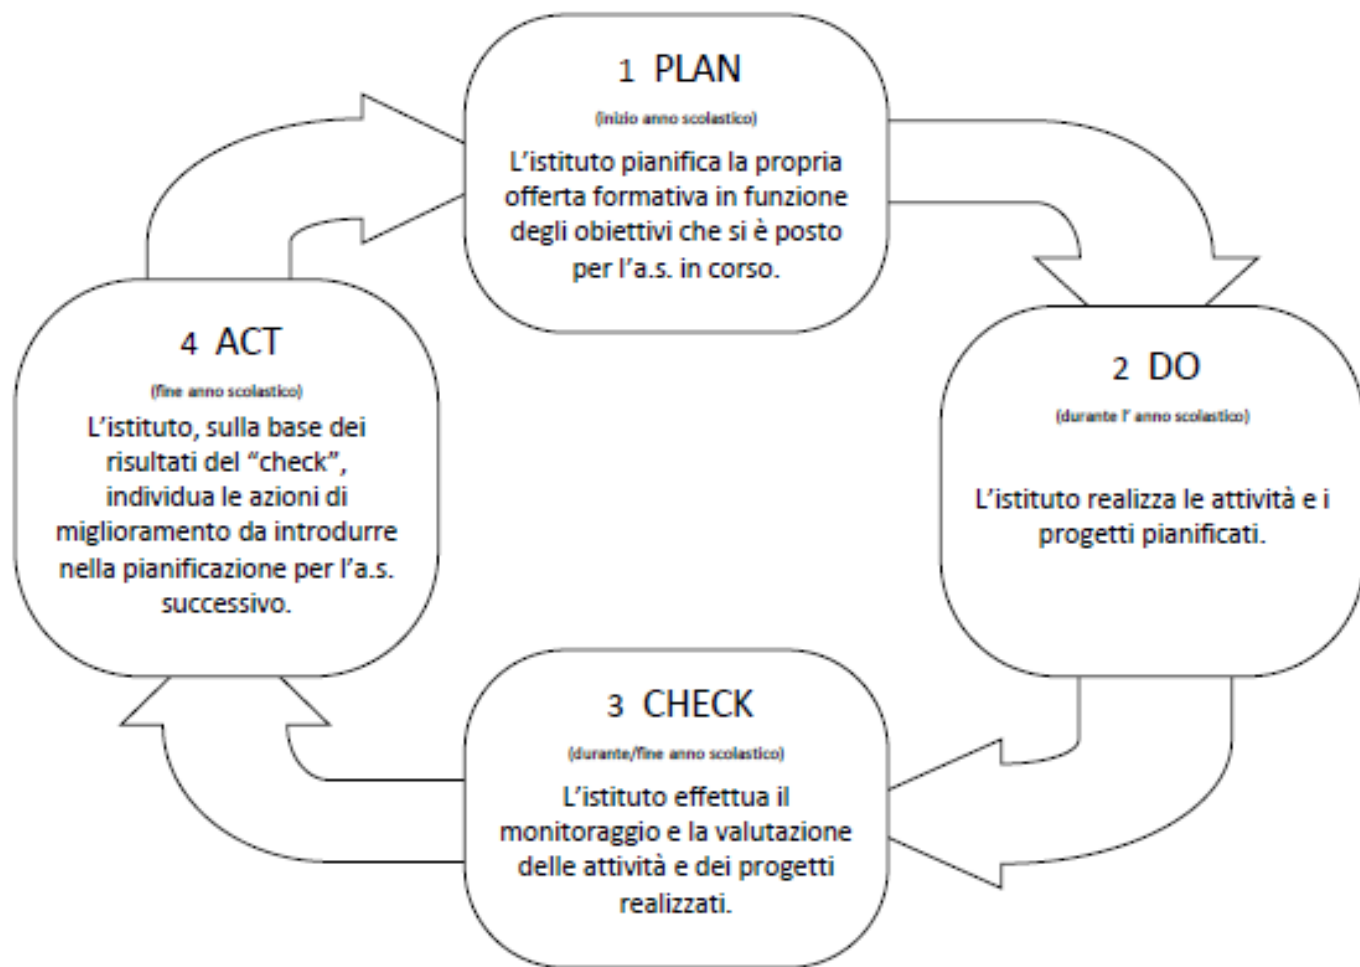 1 PLAN
(inizio anno scolastico)
L'istituto pianifica la propria
offerta formativa in funzione
degli obiettivi che si è posto
per l'a.s. in corso.
2 DO
(durante l' anno scolastico)
L'istituto realizza le attività e i
progetti pianificati.
3 CHECK
(durante/fine anno scolastico)
L'istituto effettua il
monitoraggio e la valutazione
delle attività e dei progetti
realizzati.
4 ACT
(fine anno scolastico)
L'istituto, sulla base dei
risultati del “check”,
individua le azioni di
miglioramento da introdurre
nella pianificazione per l'a.s.
successivo.